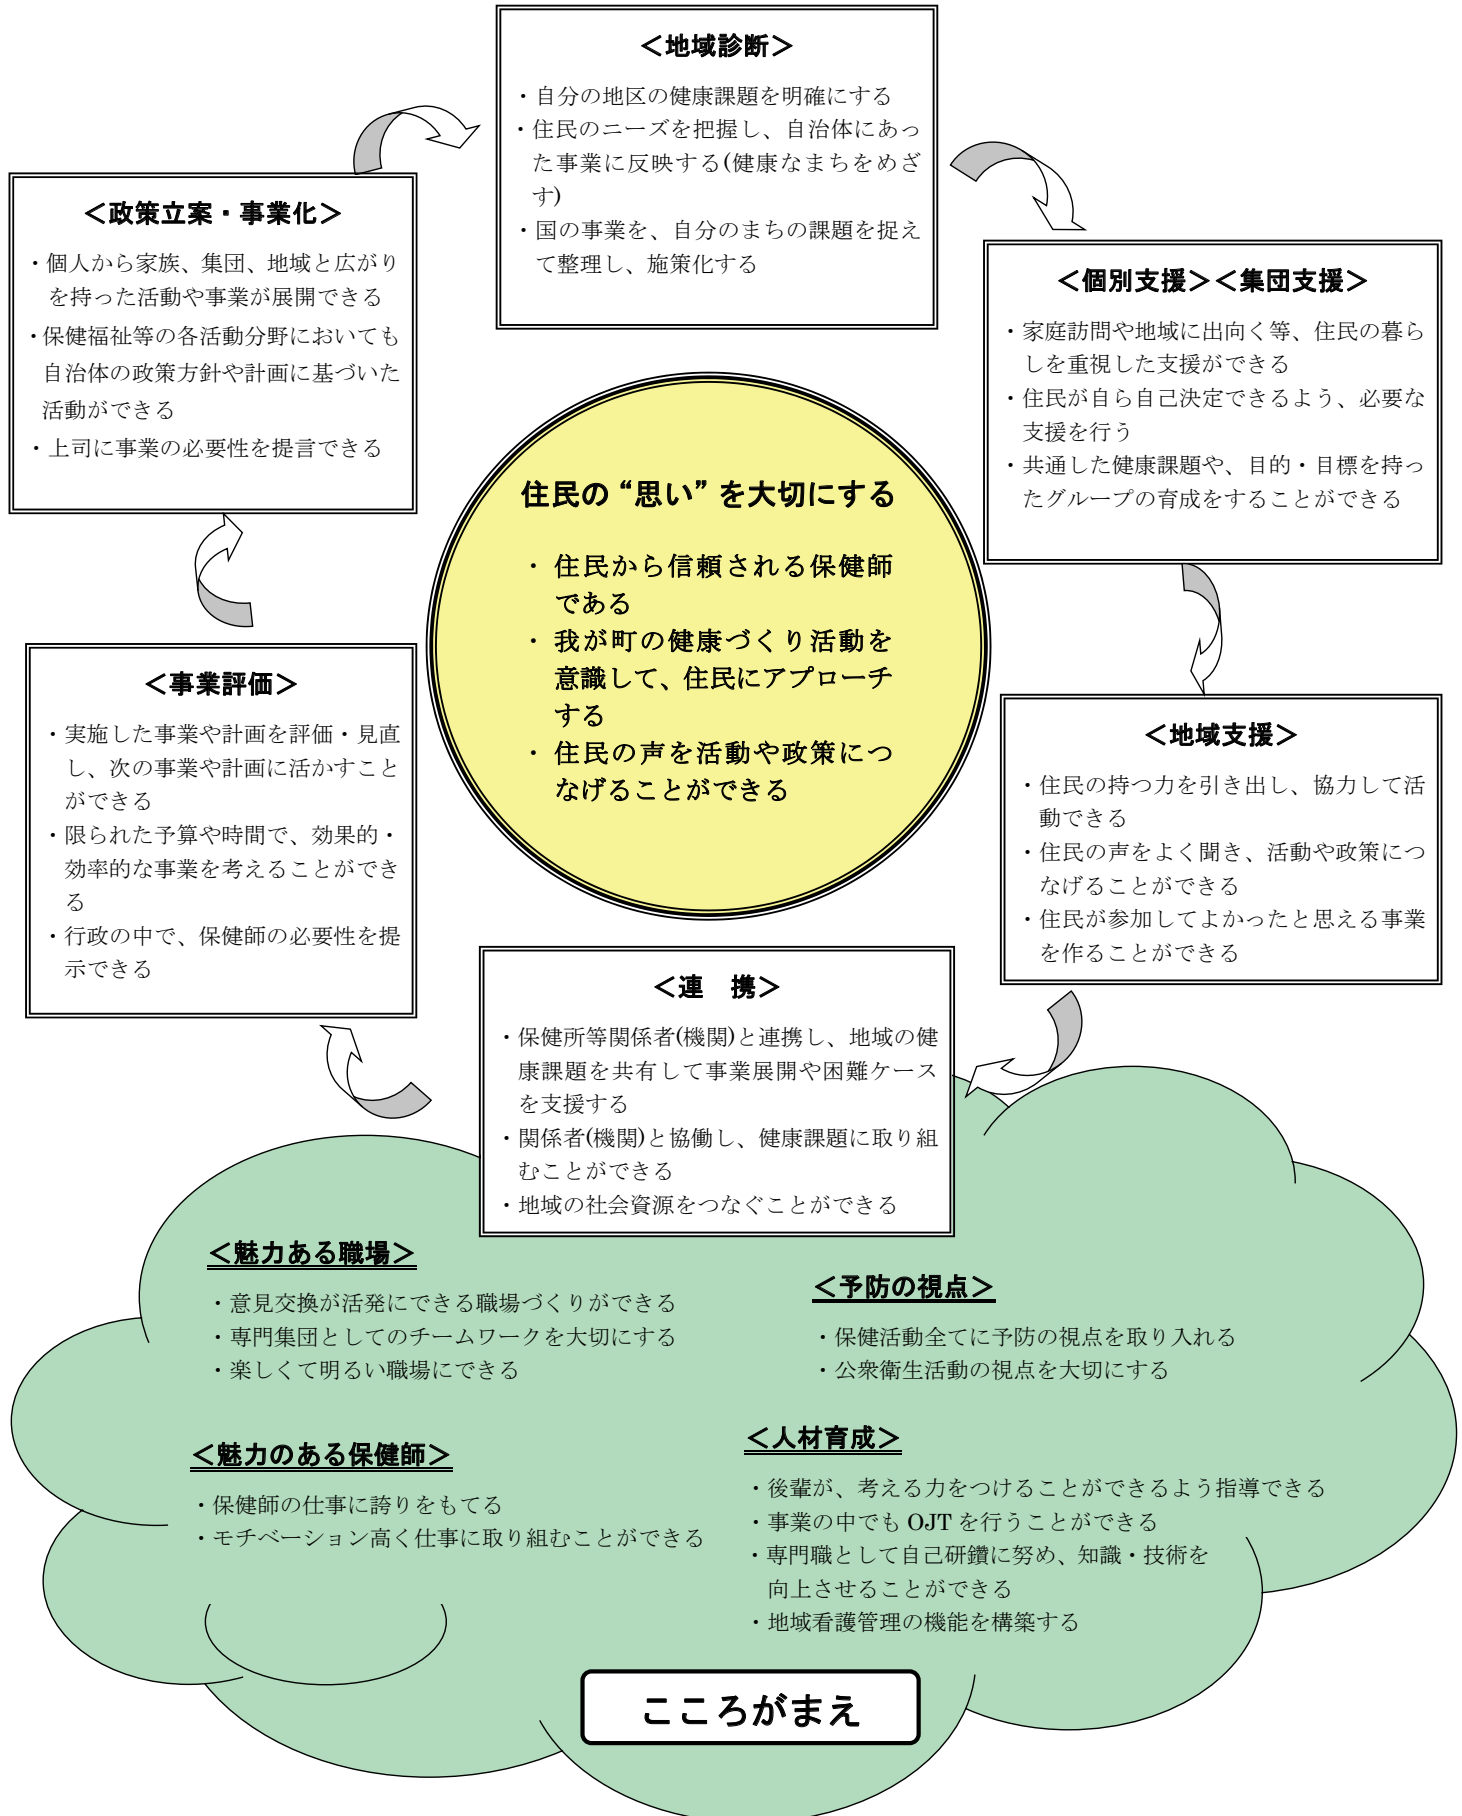 ＜地域診断＞
・自分の地区の健康課題を明確にする
・住民のニーズを把握し、自治体にあっ
た事業に反映する(健康なまちをめざ
す)
・国の事業を、自分のまちの課題を捉え
て整理し、施策化する
＜政策立案・事業化＞
・個人から家族、集団、地域と広がり
を持った活動や事業が展開できる
・保健福祉等の各活動分野においても
自治体の政策方針や計画に基づいた
活動ができる
・上司に事業の必要性を提言できる
＜個別支援＞＜集団支援＞
・家庭訪問や地域に出向く等、住民の暮ら
しを重視した支援ができる
・住民が自ら自己決定できるよう、必要な
支援を行う
・共通した健康課題や、目的・目標を持っ
たグループの育成をすることができる
住民の“思い”を大切にする
・住民から信頼される保健師
である
・我が町の健康づくり活動を
意識して、住民にアプローチ
する
・住民の声を活動や政策につ
なげることができる
＜事業評価＞
・実施した事業や計画を評価・見直
し、次の事業や計画に活かすこと
ができる
・限られた予算や時間で、効果的・
効率的な事業を考えることができ
る
・行政の中で、保健師の必要性を提
示できる
＜地域支援＞
・住民の持つ力を引き出し、協力して活
動できる
・住民の声をよく聞き、活動や政策につ
なげることができる
・住民が参加してよかったと思える事業
を作ることができる
＜連　携＞
・保健所等関係者(機関)と連携し、地域の健
康課題を共有して事業展開や困難ケース
を支援する
・関係者(機関)と協働し、健康課題に取り組
むことができる
・地域の社会資源をつなぐことができる
＜魅力ある職場＞
・意見交換が活発にできる職場づくりができる
・専門集団としてのチームワークを大切にする
・楽しくて明るい職場にできる
＜予防の視点＞
・保健活動全てに予防の視点を取り入れる
・公衆衛生活動の視点を大切にする
＜魅力のある保健師＞
・保健師の仕事に誇りをもてる
・モチベーション高く仕事に取り組むことができる
＜人材育成＞
・後輩が、考える力をつけることができるよう指導できる
・事業の中でも OJT を行うことができる
・専門職として自己研鑽に努め、知識・技術を
向上させることができる
・地域看護管理の機能を構築する
こころがまえ